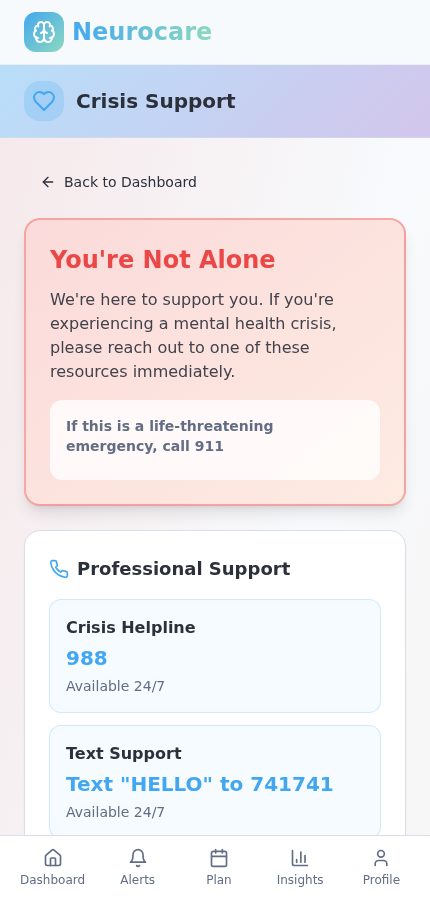 Neurocare
Crisis Support
Back to Dashboard
You're Not Alone
We're here to support you. If you're
experiencing a mental health crisis,
please reach out to one of these
resources immediately.
If this is a life-threatening
emergency, call 911
Professional Support
Crisis Helpline
988
Available 24/7
Text Support
Text "HELLO" to 741741
Available 24/7
Dashboard
Alerts
Plan
Insights
Profile